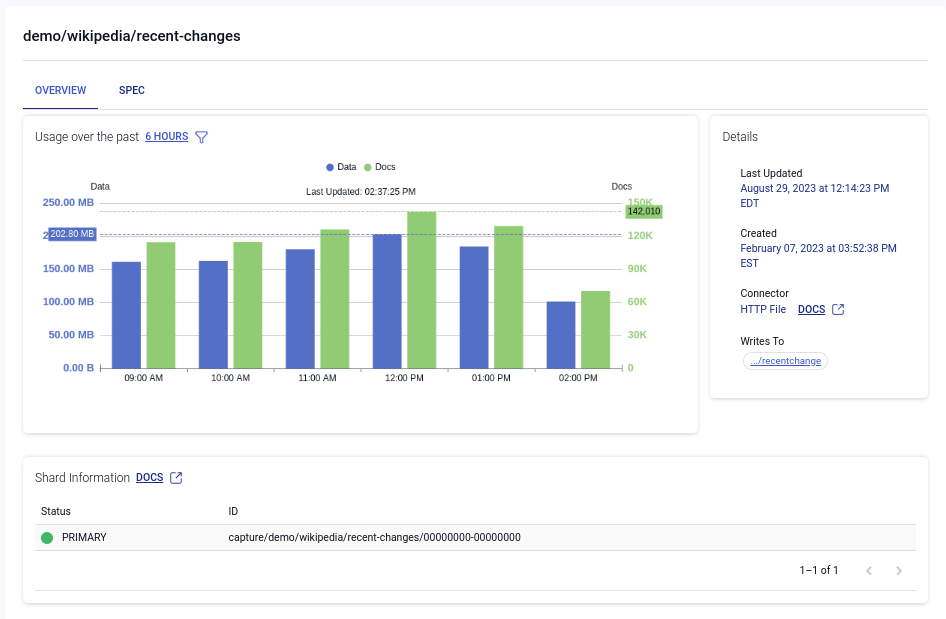 demo/wikipedia/recent-changes
OVERVIEW SPEC
Usage over the past 6 HOURS
Data Docs
Data Last Updated: 02:37:25 PM Docs
250.00 MB 150K
142,010
202.80 MB 120K
150.00 MB 90K
100.00 MB 60K
50.00 MB 30K
0.00 B 0
09:00 AM 10:00 AM 11:00 AM 12:00 PM 01:00 PM 02:00 PM
Details
Last Updated
August 29, 2023 at 12:14:23 PM
EDT
Created
February 07, 2023 at 03:52:38 PM
EST
Connector
HTTP File DOCS
Writes To
.../recentchange
Shard Information DOCS
Status ID
PRIMARY capture/demo/wikipedia/recent-changes/00000000-00000000
1–1 of 1